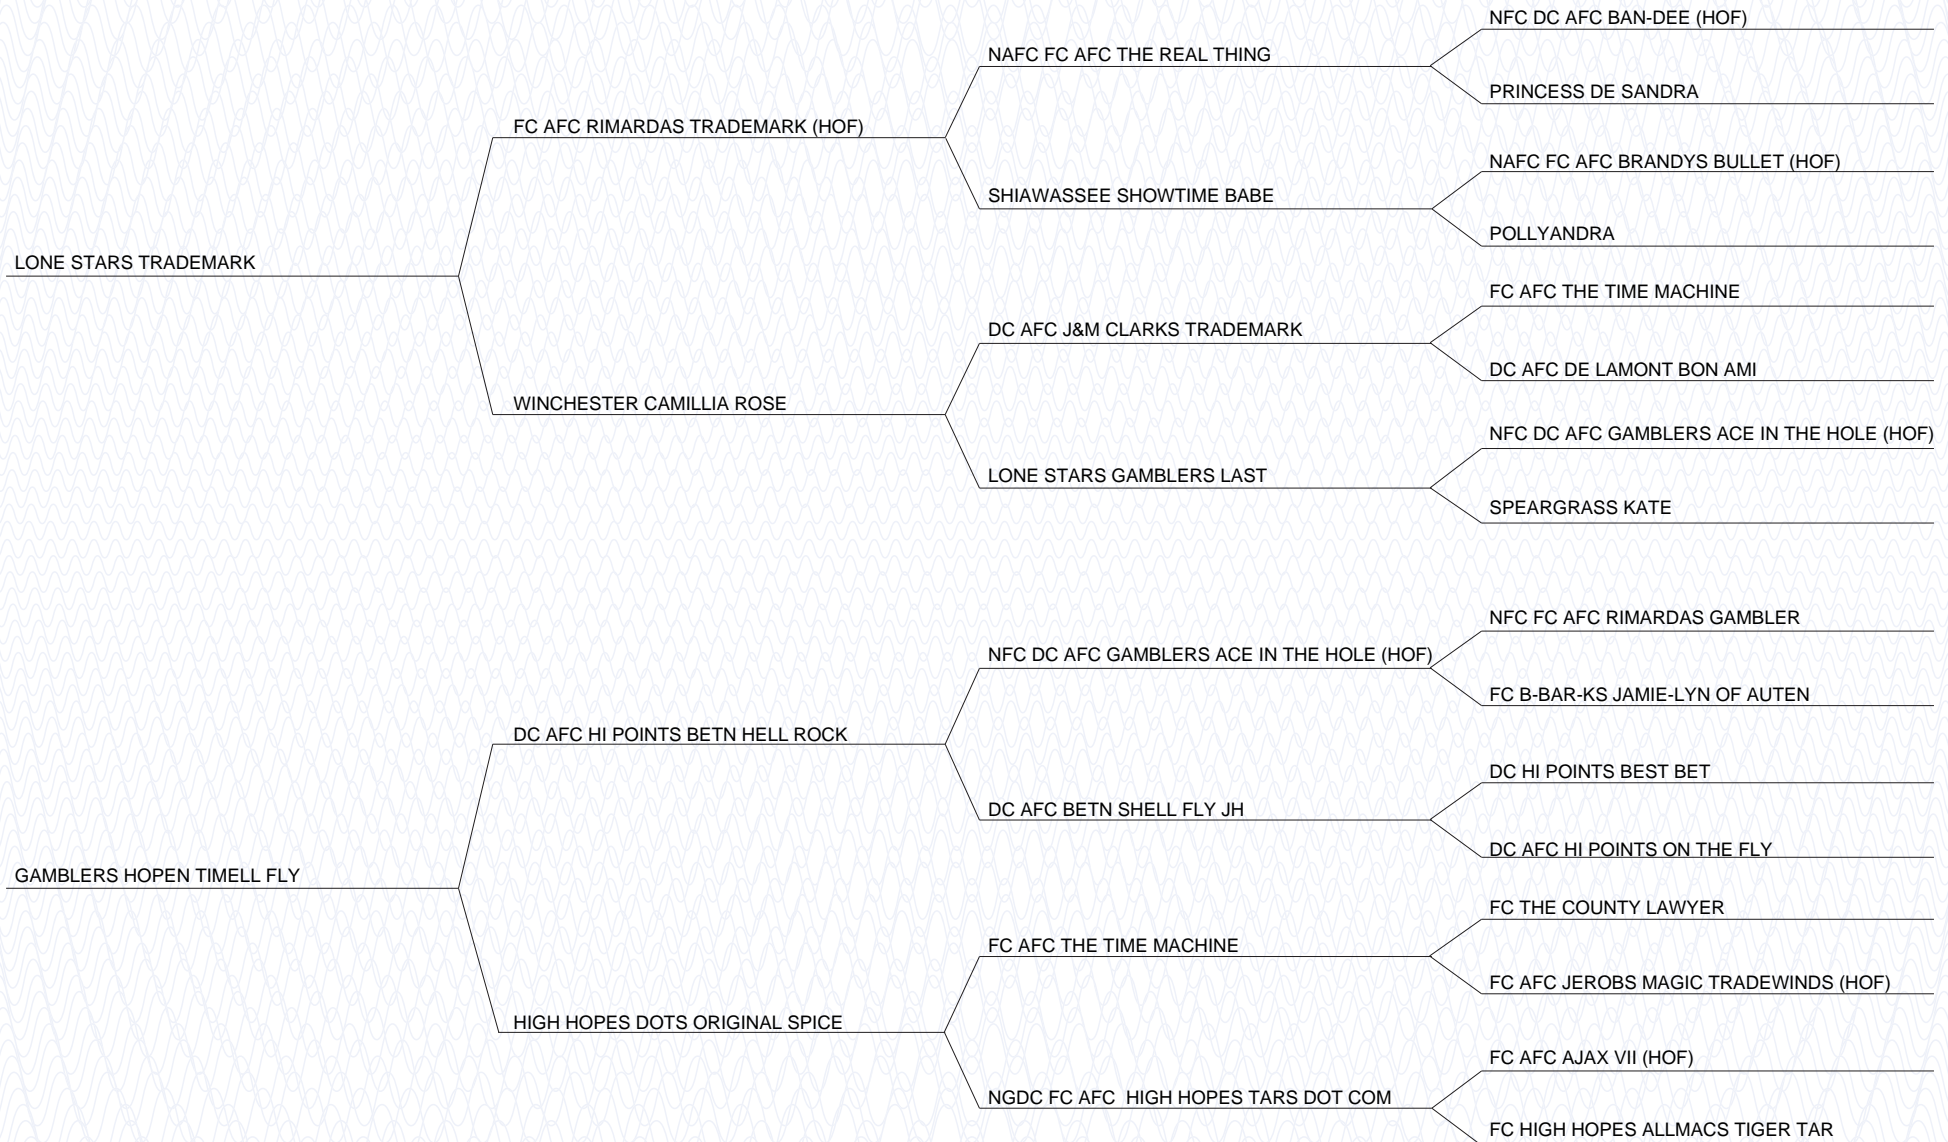 NFC DC AFC BAN-DEE (HOF)
NAFC FC AFC THE REAL THING
PRINCESS DE SANDRA
FC AFC RIMARDAS TRADEMARK (HOF)
NAFC FC AFC BRANDYS BULLET (HOF)
SHIAWASSEE SHOWTIME BABE
POLLYANDRA
LONE STARS TRADEMARK
FC AFC THE TIME MACHINE
DC AFC J&M CLARKS TRADEMARK
DC AFC DE LAMONT BON AMI
WINCHESTER CAMILLIA ROSE
NFC DC AFC GAMBLERS ACE IN THE HOLE (HOF)
LONE STARS GAMBLERS LAST
SPEARGRASS KATE
NFC FC AFC RIMARDAS GAMBLER
NFC DC AFC GAMBLERS ACE IN THE HOLE (HOF)
FC B-BAR-KS JAMIE-LYN OF AUTEN
DC AFC HI POINTS BETN HELL ROCK
DC HI POINTS BEST BET
DC AFC BETN SHELL FLY JH
DC AFC HI POINTS ON THE FLY
GAMBLERS HOPEN TIMELL FLY
FC THE COUNTY LAWYER
FC AFC THE TIME MACHINE
FC AFC JEROBS MAGIC TRADEWINDS (HOF)
HIGH HOPES DOTS ORIGINAL SPICE
FC AFC AJAX VII (HOF)
NGDC FC AFC  HIGH HOPES TARS DOT COM
FC HIGH HOPES ALLMACS TIGER TAR